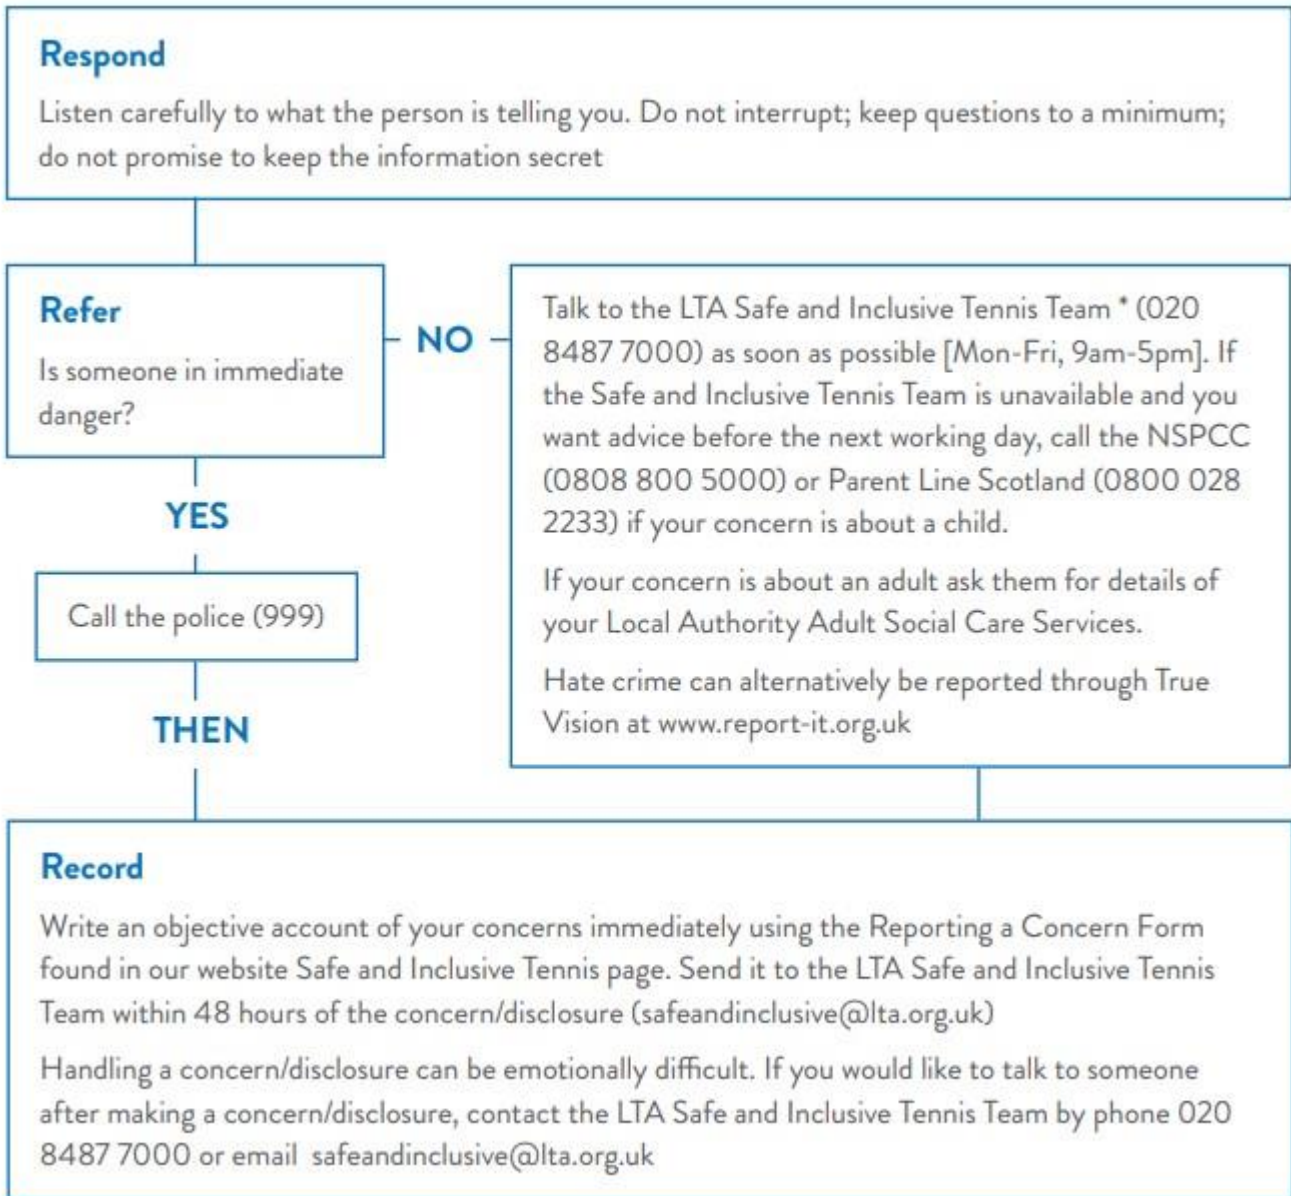 Respond
Listen carefully to what the person is telling you. Do not interrupt; keep questions to a minimum;
do not promise to keep the information secret
Refer
Is someone in immediate
danger?
NO
Talk to the LTA Safe and Inclusive Tennis Team * (020
8487 7000) as soon as possible [Mon-Fri, 9am-5pm]. If
the Safe and Inclusive Tennis Team is unavailable and you
want advice before the next working day, call the NSPCC
(0808 800 5000) or Parent Line Scotland (0800 028
2233) if your concern is about a child.
If your concern is about an adult ask them for details of
your Local Authority Adult Social Care Services.
Hate crime can alternatively be reported through True
Vision at www.report-it.org.uk
YES
Call the police (999)
THEN
Record
Write an objective account of your concerns immediately using the Reporting a Concern Form
found in our website Safe and Inclusive Tennis page. Send it to the LTA Safe and Inclusive Tennis
Team within 48 hours of the concern/disclosure (safeandinclusive@lta.org.uk)
Handling a concern/disclosure can be emotionally difficult. If you would like to talk to someone
after making a concern/disclosure, contact the LTA Safe and Inclusive Tennis Team by phone 020
8487 7000 or email safeandinclusive@lta.org.uk